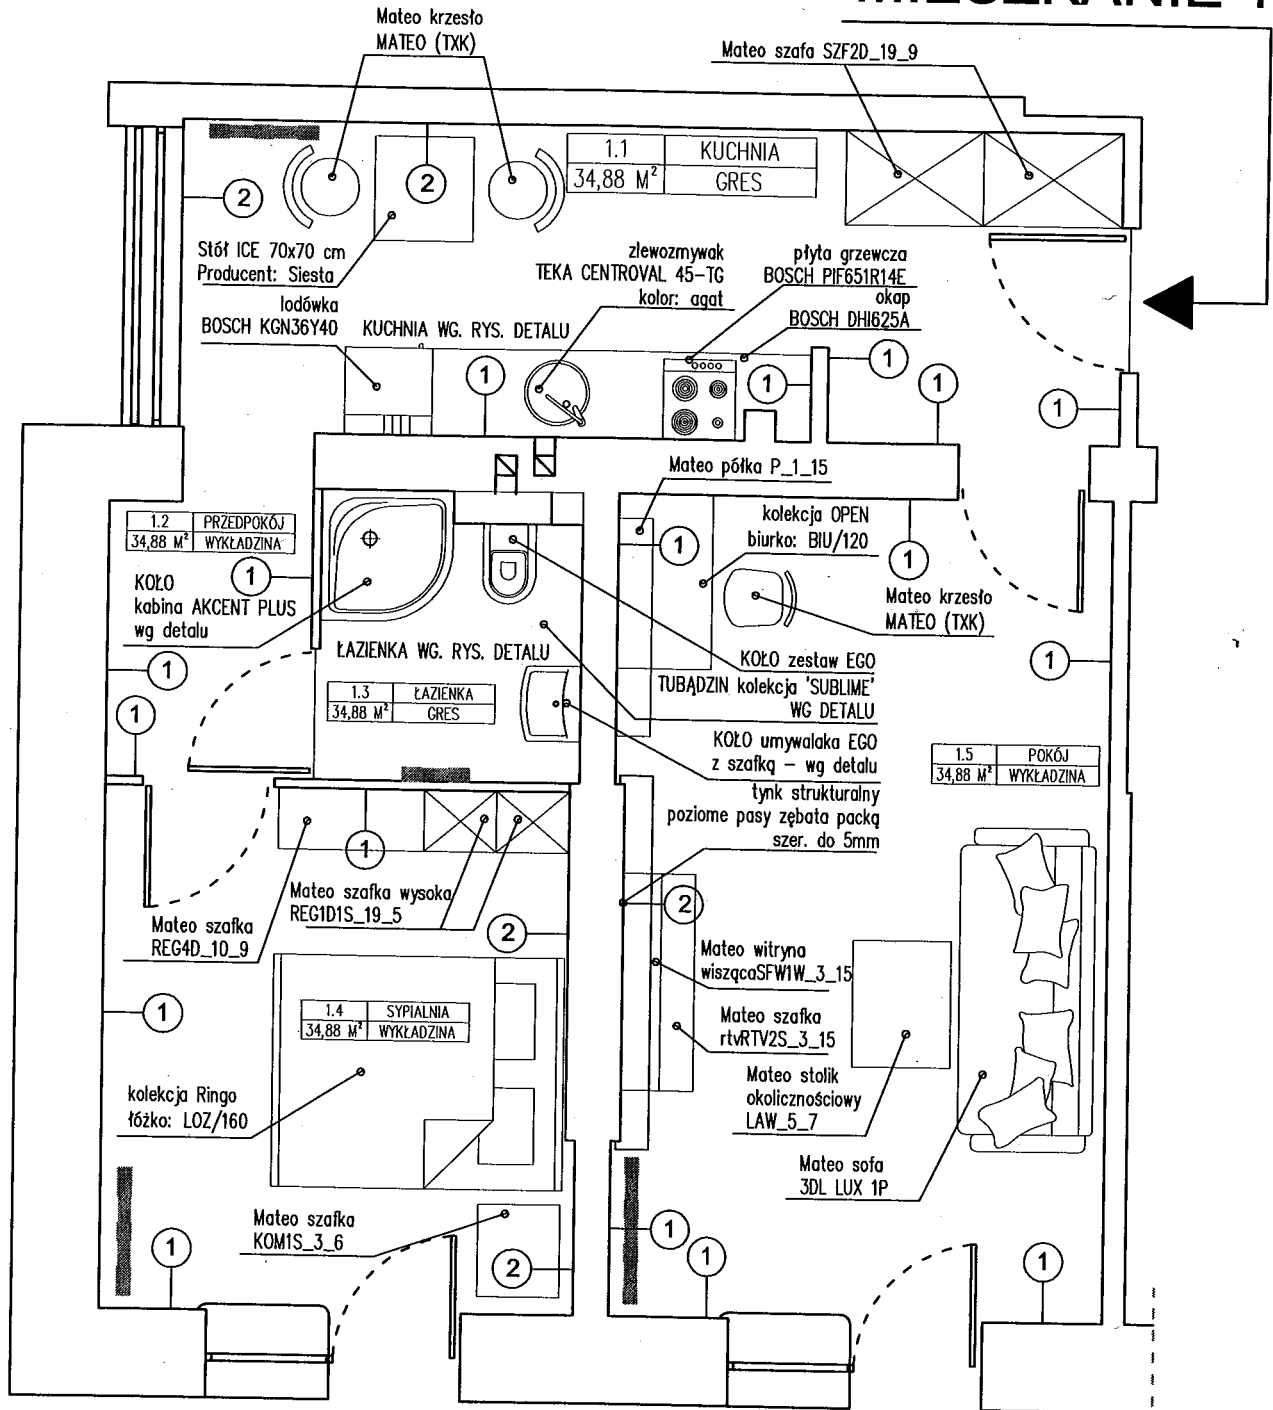 Mateo krzesło
MATEO (TXK)
Mateo szafa SZF2D_19_9
1.1 KUCHNIA
34,88 M² GRES
2
2
Stół ICE 70x70 cm
Producent: Siesta
lodówka
BOSCH KGN36Y40
KUCHNIA WG. RYS. DETALU
zlewozmywak
TEKA CENTROVAL 45-TG
kolor: agat
płyta grzewcza
BOSCH PIF651R14E
okap
BOSCH DHI625A
1
1
1
1
1
Mateo półka P_1_15
1.2 PRZEDPOKÓJ
34,88 M² WYKŁADZINA
kolekcja OPEN
biurko: BIU/120
1
1
1
KOŁO
kabina AKCENT PLUS
wg detalu
Mateo krzesło
MATEO (TXK)
ŁAZIENKA WG. RYS. DETALU
1
1
KOŁO zestaw EGO
TUBĄDZIN kolekcja 'SUBLIME'
WG DETALU
1.3 ŁAZIENKA
34,88 M² GRES
1
KOŁO umywalaka EGO
z szafką – wg detalu
1.5 POKÓJ
34,88 M² WYKŁADZINA
tynk strukturalny
poziome pasy zębata packą
szer. do 5mm
1
Mateo szafka wysoka
REG1D1S_19_5
Mateo szafka
REG4D_10_9
2
2
Mateo witryna
wiszącaSFW1W_3_15
1.4 SYPIALNIA
34,88 M² WYKŁADZINA
1
Mateo szafka
rtvRTV2S_3_15
kolekcja Ringo
łóżko: LOZ/160
Mateo stolik
okolicznościowy
LAW_5_7
Mateo sofa
3DL LUX 1P
Mateo szafka
KOM1S_3_6
1
2
1
1
1